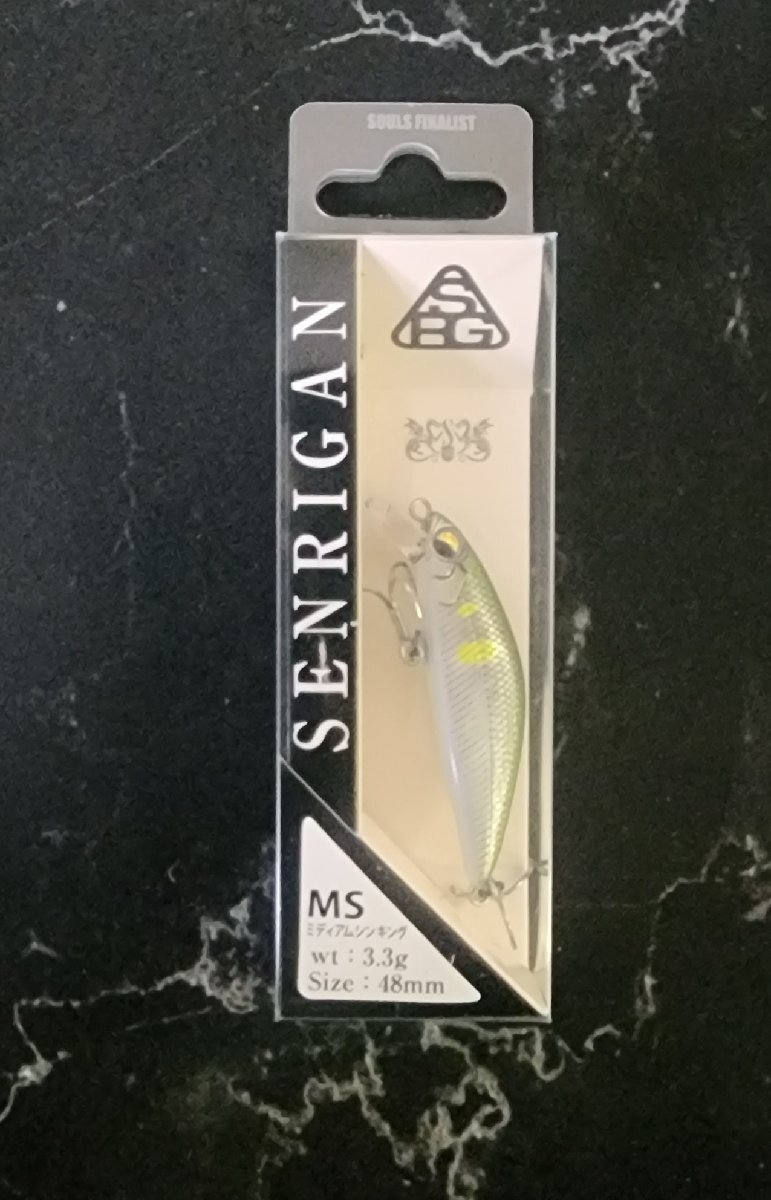 SOULS FINALIST
S
BG
SENRIGAN
MS
ミディアムシンキング
wt：3.3g
Size：48mm